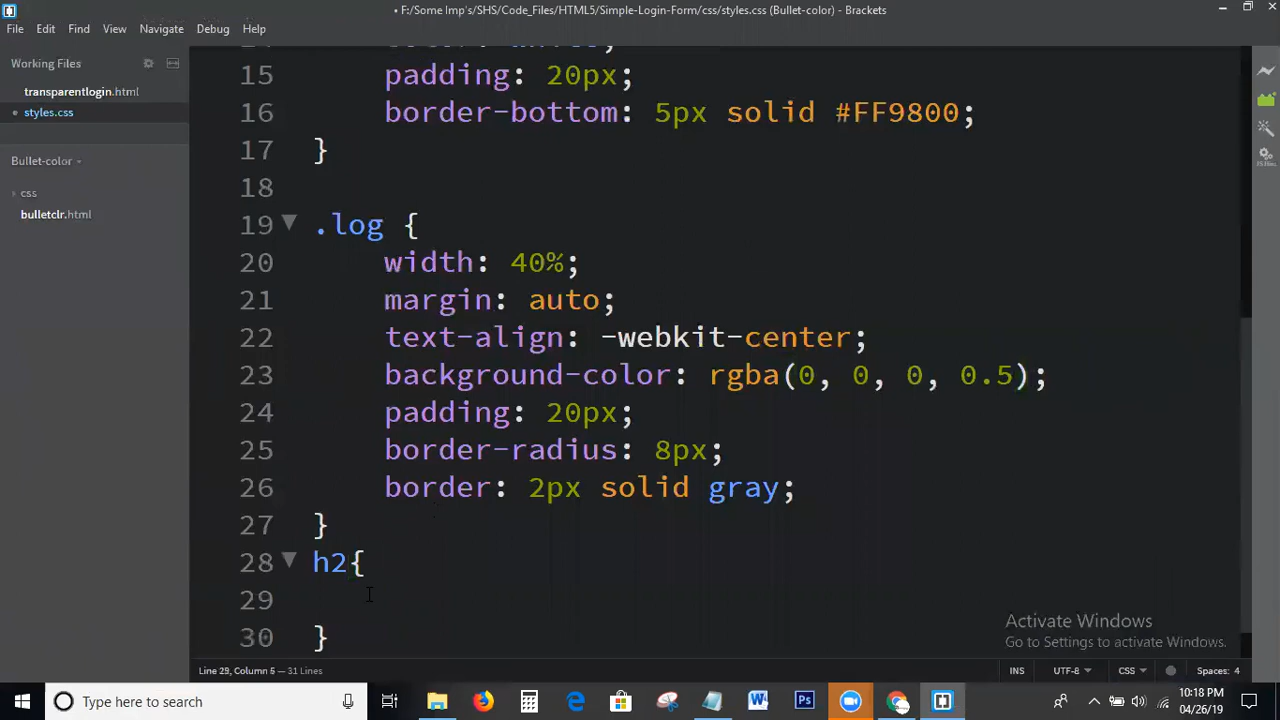 • F:/Some Imp's/SHS/Code_Files/HTML5/Simple-Login-Form/css/styles.css (Bullet-color) - Brackets
File Edit Find View Navigate Debug Help
Working Files
transparentlogin.html
styles.css
Bullet-color
css
bulletclr.html
15 padding: 20px;
16 border-bottom: 5px solid #FF9800;
17 }
18
19 .log {
20 width: 40%;
21 margin: auto;
22 text-align: -webkit-center;
23 background-color: rgba(0, 0, 0, 0.5);
24 padding: 20px;
25 border-radius: 8px;
26 border: 2px solid gray;
27 }
28 h2{
29
30 }
Activate Windows
Go to Settings to activate Windows.
Line 29, Column 5 — 31 Lines
INS UTF-8 CSS Spaces: 4
Type here to search
10:18 PM
04/26/19